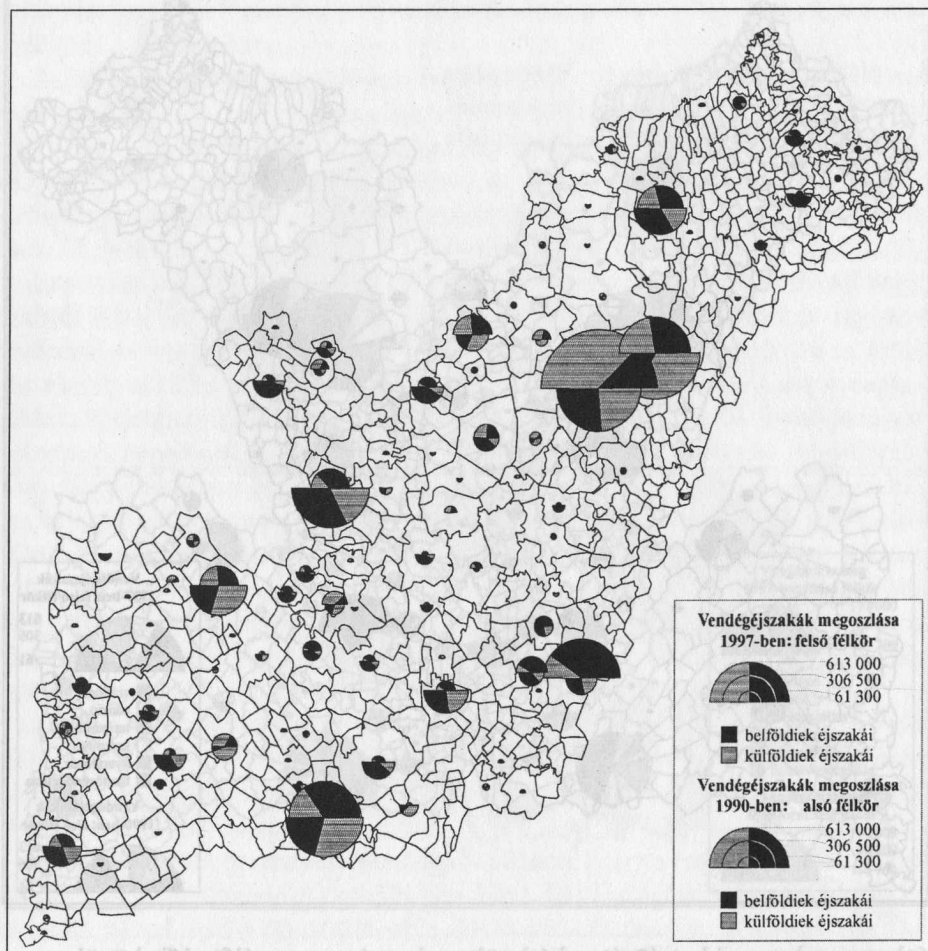 Vendégéjszakák megoszlása
1997-ben: felső félkör
613 000
306 500
61 300
belföldiek éjszakái
külföldiek éjszakái
Vendégéjszakák megoszlása
1990-ben: alsó félkör
613 000
306 500
61 300
belföldiek éjszakái
külföldiek éjszakái